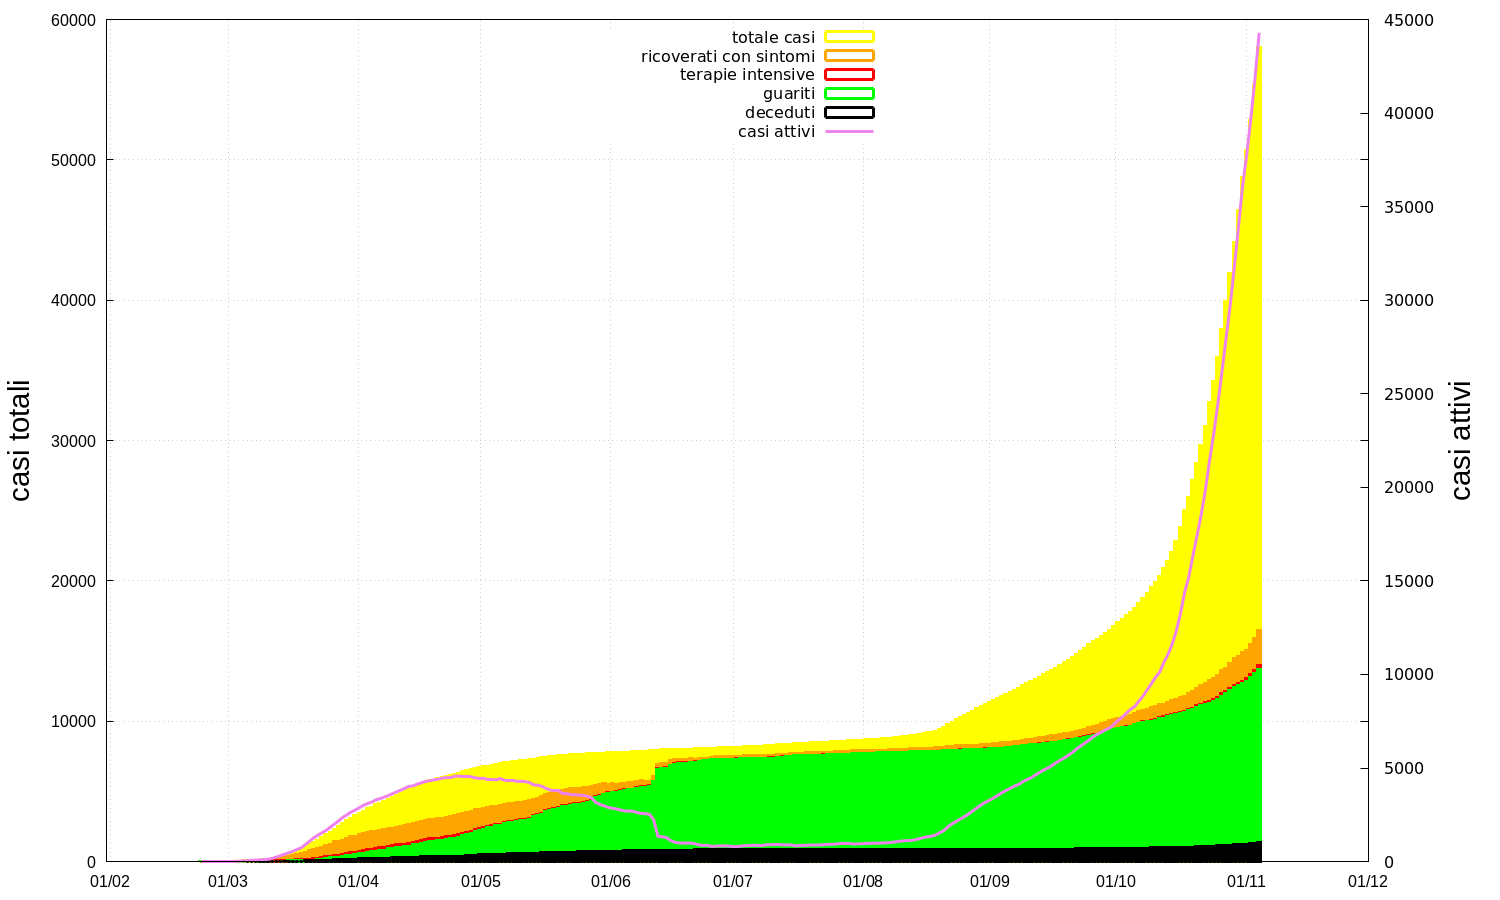 60000
50000
40000
30000
20000
10000
0
casi totali
totale casi
ricoverati con sintomi
terapie intensive
guariti
deceduti
casi attivi
45000
40000
35000
30000
25000
20000
15000
10000
5000
0
casi attivi
01/02 01/03 01/04 01/05 01/06 01/07 01/08 01/09 01/10 01/11 01/12